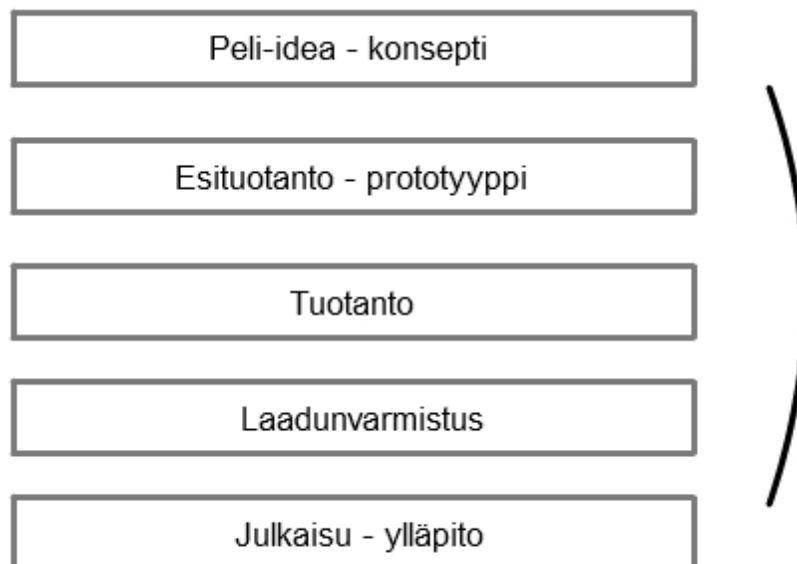 Peli-idea - konsepti
Esituotanto - prototyyppi
Tuotanto
Laadunvarmistus
Julkaisu - ylläpito